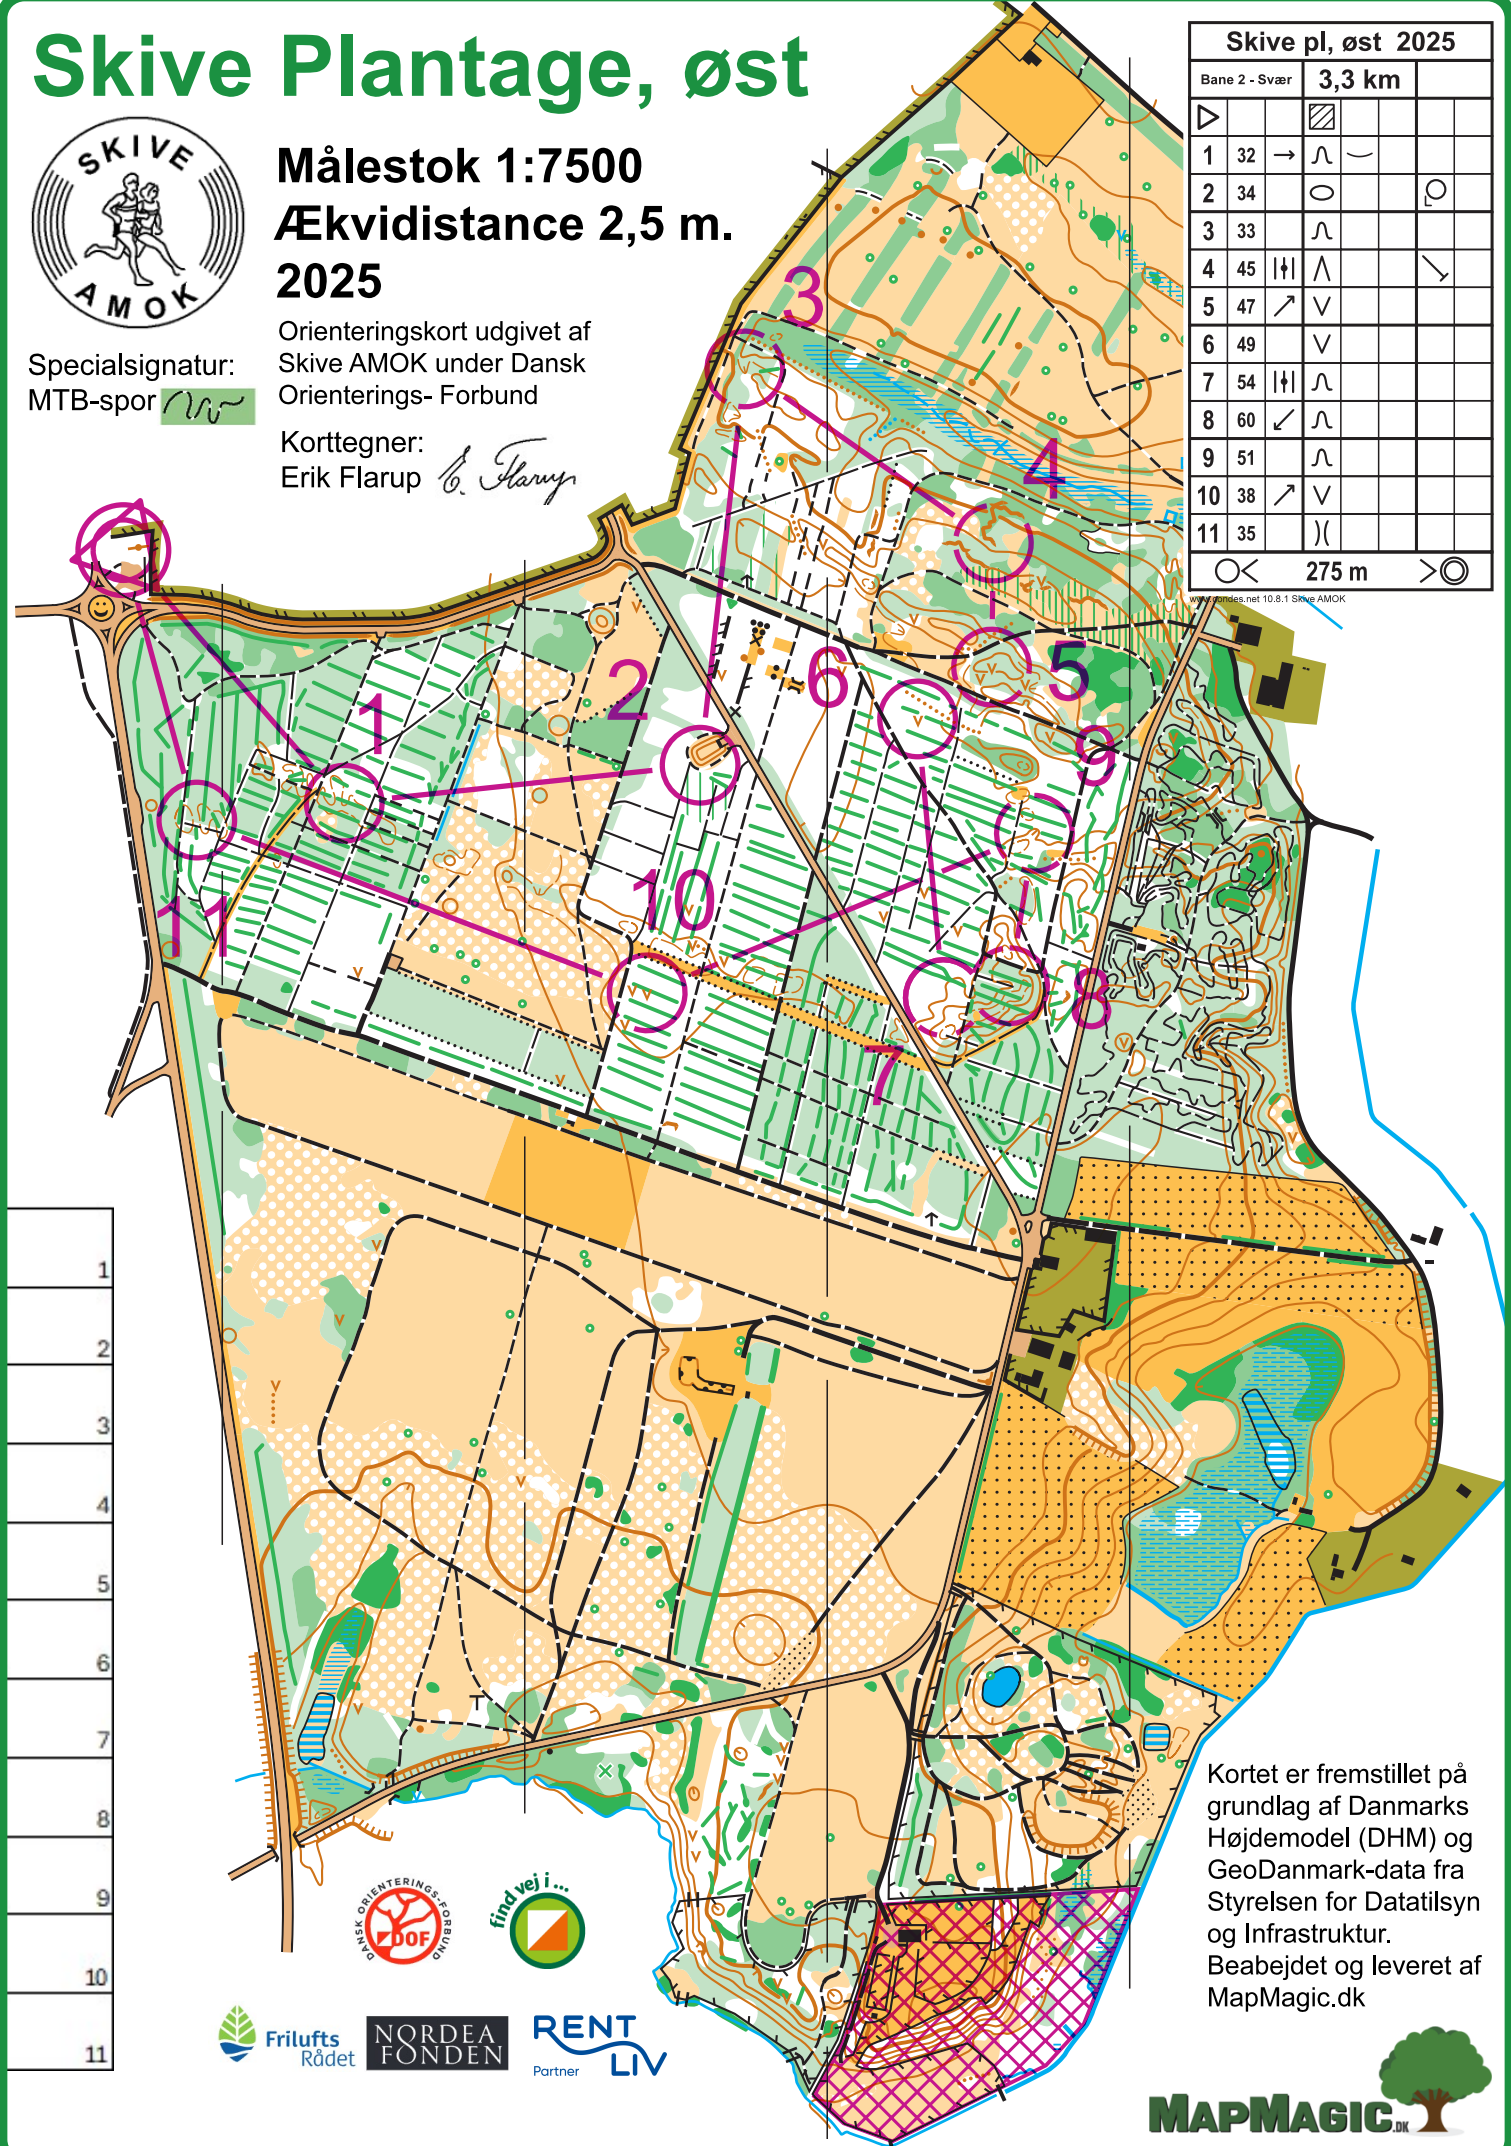 Skive Plantage, øst
SKIVE
AMOK
Målestok 1:7500
Ækvidistance 2,5 m.
2025
Orienteringskort udgivet af
Skive AMOK under Dansk
Orienterings- Forbund
Specialsignatur:
MTB-spor
Korttegner:
Erik Flarup
E. Flarup
Skive pl, øst 2025
Bane 2 - Svær 3,3 km
1 32
2 34
3 33
4 45
5 47
6 49
7 54
8 60
9 51
10 38
11 35
275 m
www.condes.net 10.8.1 Skive AMOK
3
4
1
2
6
5
9
10
11
8
7
1
2
3
4
5
6
7
8
9
10
11
Kortet er fremstillet på
grundlag af Danmarks
Højdemodel (DHM) og
GeoDanmark-data fra
Styrelsen for Datatilsyn
og Infrastruktur.
Beabejdet og leveret af
MapMagic.dk
DANSK ORIENTERINGS-FORBUND
DOF
find vej i ...
Frilufts
Rådet
NORDEA
FONDEN
RENT
LIV
Partner
MAPMAGIC.DK